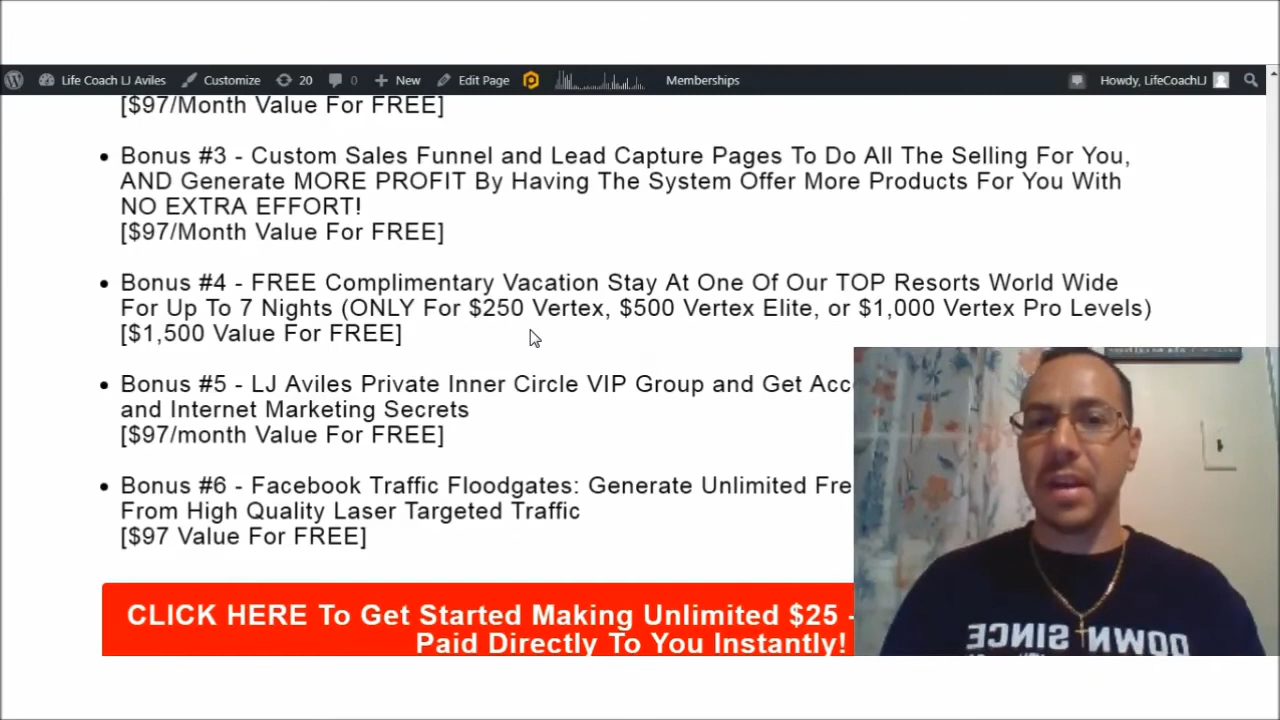 Life Coach LJ Aviles Customize 20 0 New Edit Page Memberships Howdy, LifeCoachLJ
[$97/Month Value For FREE]
Bonus #3 - Custom Sales Funnel and Lead Capture Pages To Do All The Selling For You,
AND Generate MORE PROFIT By Having The System Offer More Products For You With
NO EXTRA EFFORT!
[$97/Month Value For FREE]
Bonus #4 - FREE Complimentary Vacation Stay At One Of Our TOP Resorts World Wide
For Up To 7 Nights (ONLY For $250 Vertex, $500 Vertex Elite, or $1,000 Vertex Pro Levels)
[$1,500 Value For FREE]
Bonus #5 - LJ Aviles Private Inner Circle VIP Group and Get
and Internet Marketing Secrets
[$97/month Value For FREE]
Bonus #6 - Facebook Traffic Floodgates: Generate Unlimited
From High Quality Laser Targeted Traffic
[$97 Value For FREE]
CLICK HERE To Get Started Making Unlimited $25 -
Paid Directly To You Instantly!
DOWN SINCE